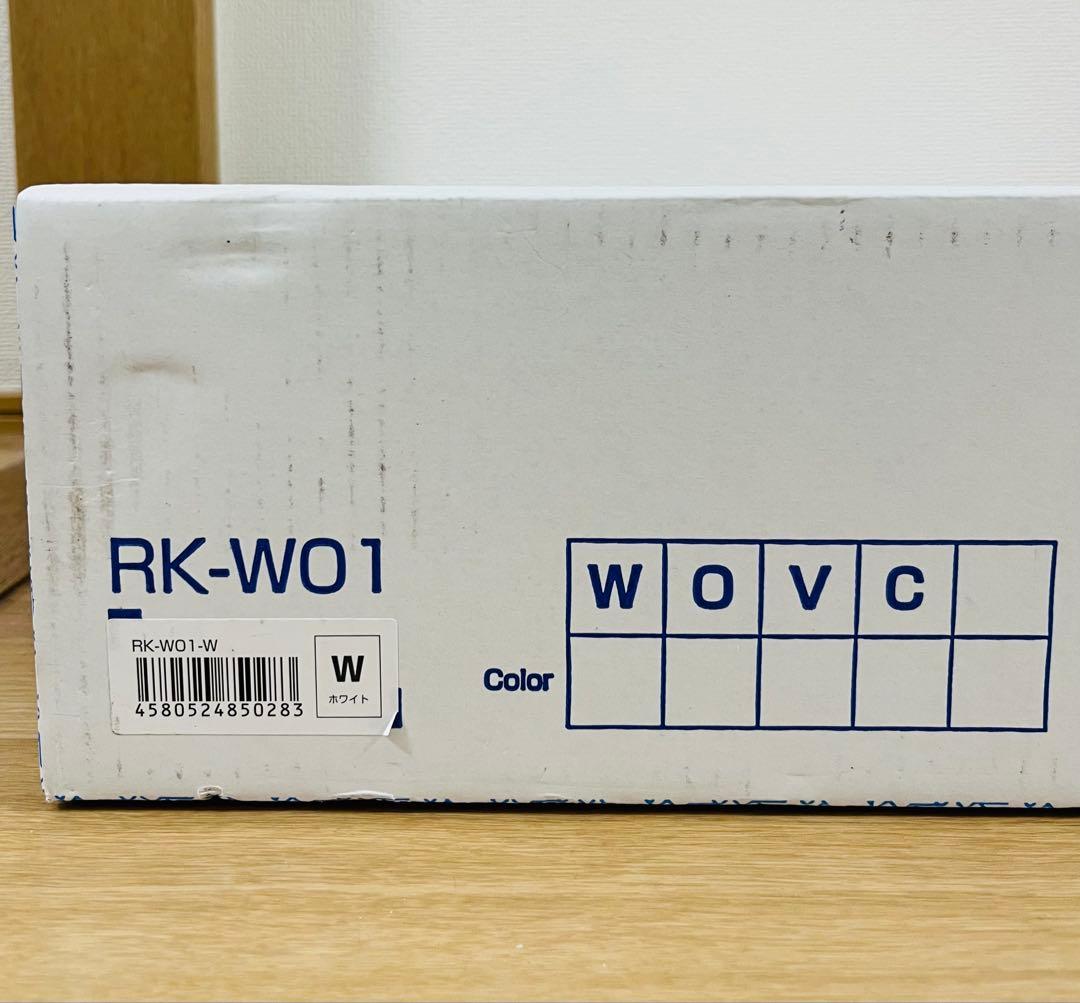 RK-W01
RK-W01-W
4580524850283
W
ホワイト
W O V C
Color